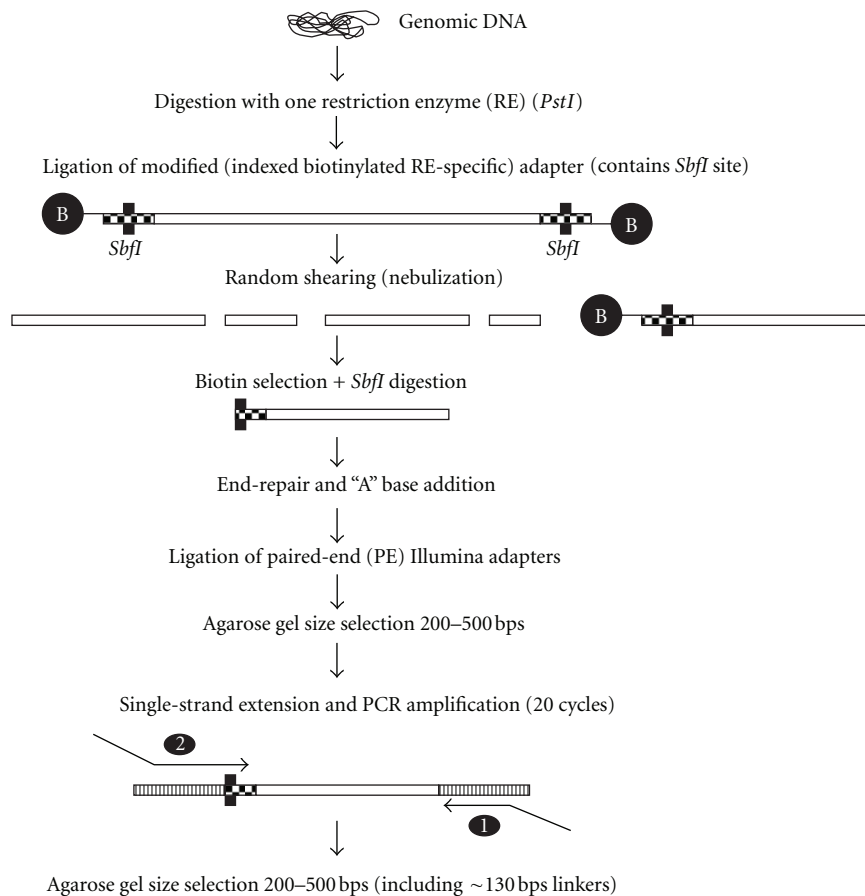 Genomic DNA
Digestion with one restriction enzyme (RE) (PstI)
Ligation of modified (indexed biotinylated RE-specific) adapter (contains SbfI site)
B
B
SbfI
SbfI
Random shearing (nebulization)
B
Biotin selection + SbfI digestion
End-repair and “A” base addition
Ligation of paired-end (PE) Illumina adapters
Agarose gel size selection 200–500 bps
Single-strand extension and PCR amplification (20 cycles)
2
1
Agarose gel size selection 200–500 bps (including ~130 bps linkers)